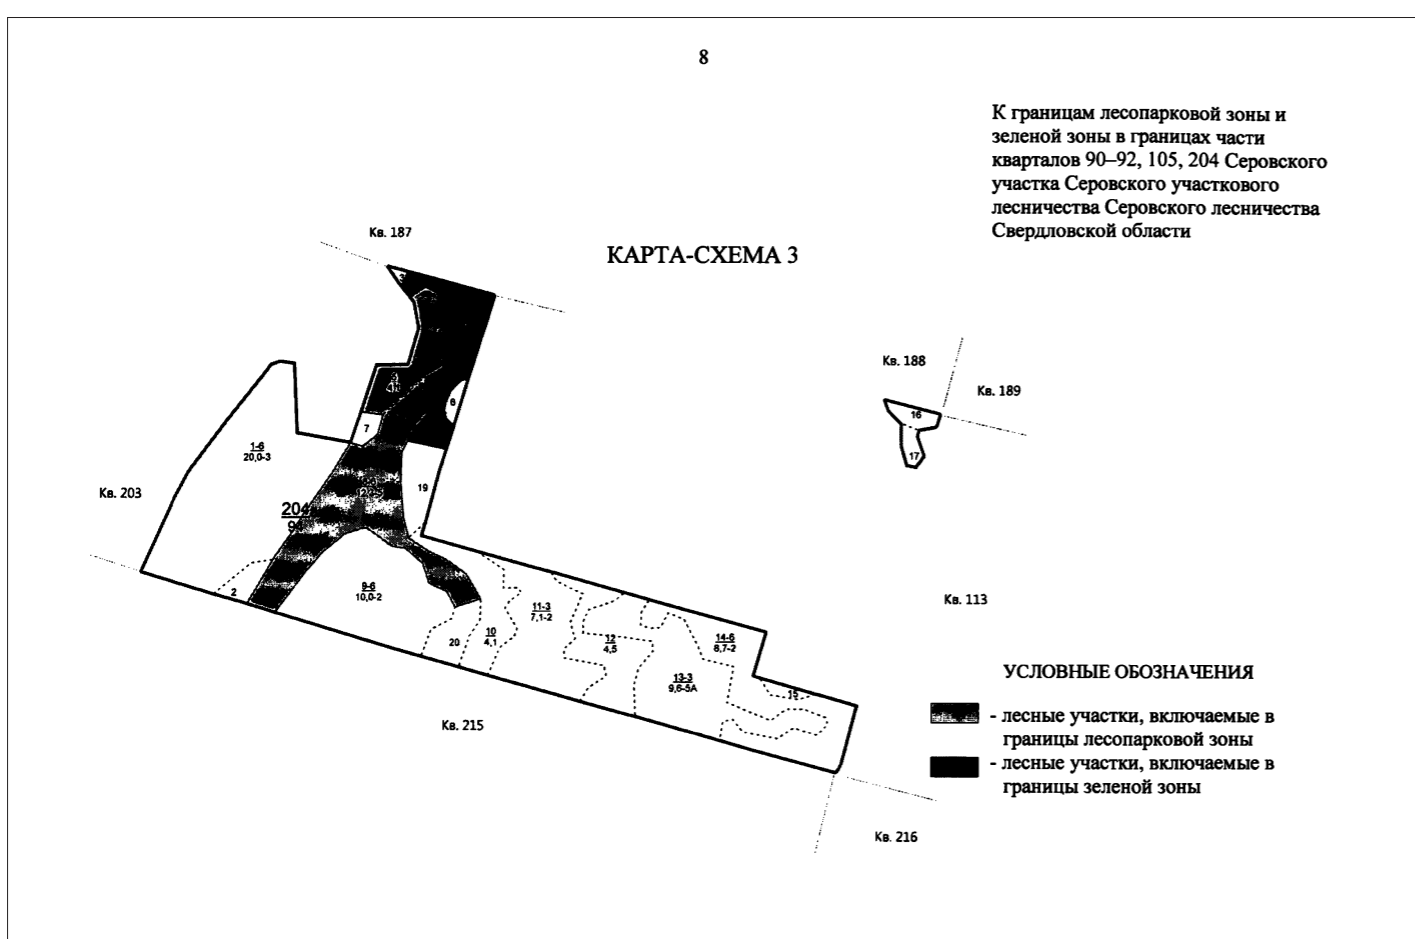 8
К границам лесопарковой зоны и
зеленой зоны в границах части
кварталов 90–92, 105, 204 Серовского
участка Серовского участкового
лесничества Серовского лесничества
Свердловской области
КАРТА-СХЕМА 3
Кв. 187
3
Кв. 188
Кв. 189
16
17
6
7
1-6
20,0-3
19
Кв. 203
204
2
9-6
10,0-2
20
10
4,1
11-3
7,1-2
12
4,5
13-3
9,6-5А
14-6
8,7-2
15
Кв. 113
Кв. 215
Кв. 216
УСЛОВНЫЕ ОБОЗНАЧЕНИЯ
- лесные участки, включаемые в
границы лесопарковой зоны
- лесные участки, включаемые в
границы зеленой зоны